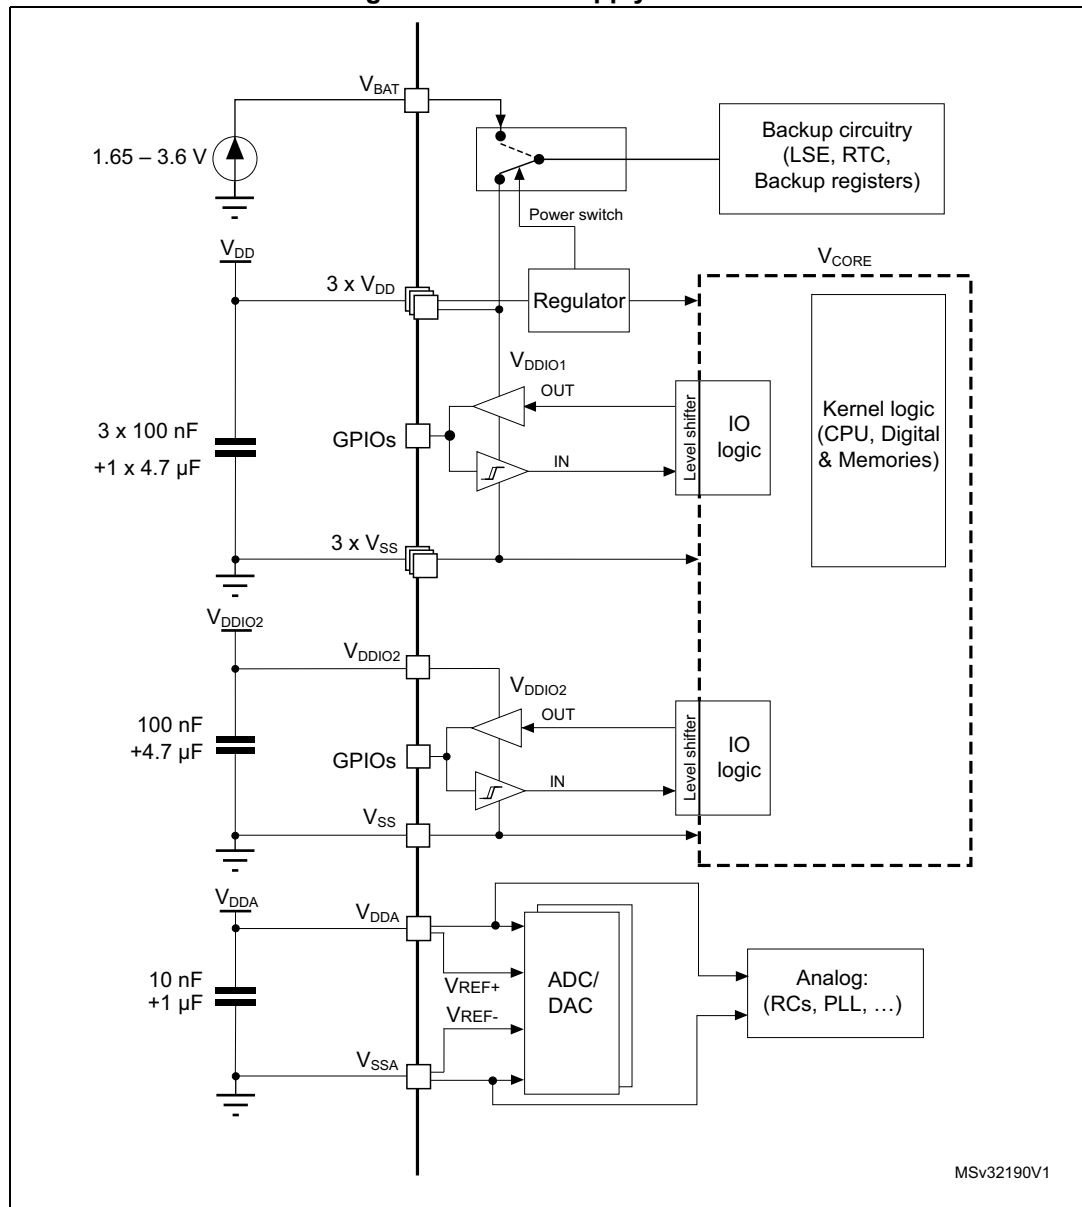 VBAT
1.65 – 3.6 V
Backup circuitry
(LSE, RTC,
Backup registers)
Power switch
VDD
VCORE
3 x VDD
Regulator
VDDIO1
OUT
3 x 100 nF
+1 x 4.7 µF
GPIOs
IN
Level shifter
IO
logic
Kernel logic
(CPU, Digital
& Memories)
3 x VSS
VDDIO2
VDDIO2
VDDIO2
OUT
100 nF
+4.7 µF
GPIOs
IN
Level shifter
IO
logic
VSS
VDDA
VDDA
10 nF
+1 µF
VREF+
VREF-
ADC/
DAC
Analog:
(RCs, PLL, …)
VSSA
MSv32190V1